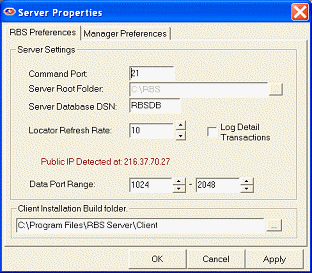 Server Properties
RBS Preferences Manager Preferences
Server Settings
Command Port: 21
Server Root Folder: C:\RBS ...
Server Database DSN: RBSDB
Locator Refresh Rate: 10 Log Detail Transactions
Public IP Detected at: 216.37.70.27
Data Port Range: 1024 - 2048
Client Installation Build folder.
C:\Program Files\RBS Server\Client ...
OK Cancel Apply